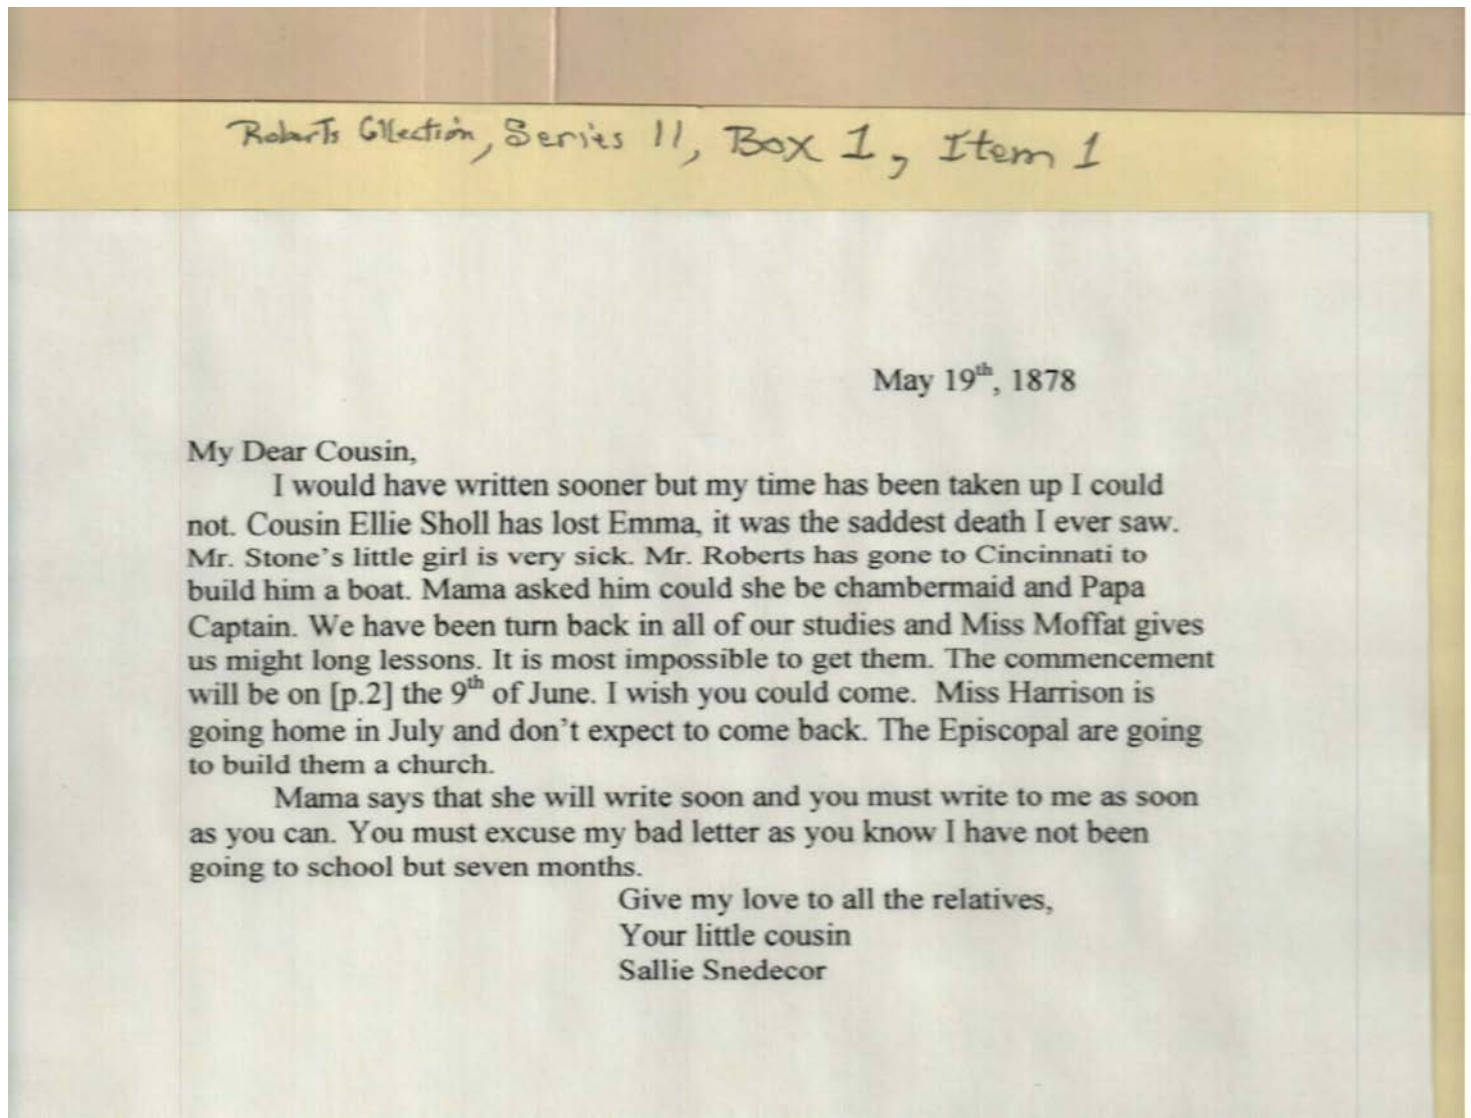 Roberts Collection, Series 11, Box 1, Item 1
May 19th, 1878
My Dear Cousin,
I would have written sooner but my time has been taken up I could
not. Cousin Ellie Sholl has lost Emma, it was the saddest death I ever saw.
Mr. Stone's little girl is very sick. Mr. Roberts has gone to Cincinnati to
build him a boat. Mama asked him could she be chambermaid and Papa
Captain. We have been turn back in all of our studies and Miss Moffat gives
us might long lessons. It is most impossible to get them. The commencement
will be on [p.2] the 9th of June. I wish you could come. Miss Harrison is
going home in July and don't expect to come back. The Episcopal are going
to build them a church.
Mama says that she will write soon and you must write to me as soon
as you can. You must excuse my bad letter as you know I have not been
going to school but seven months.
Give my love to all the relatives,
Your little cousin
Sallie Snedecor